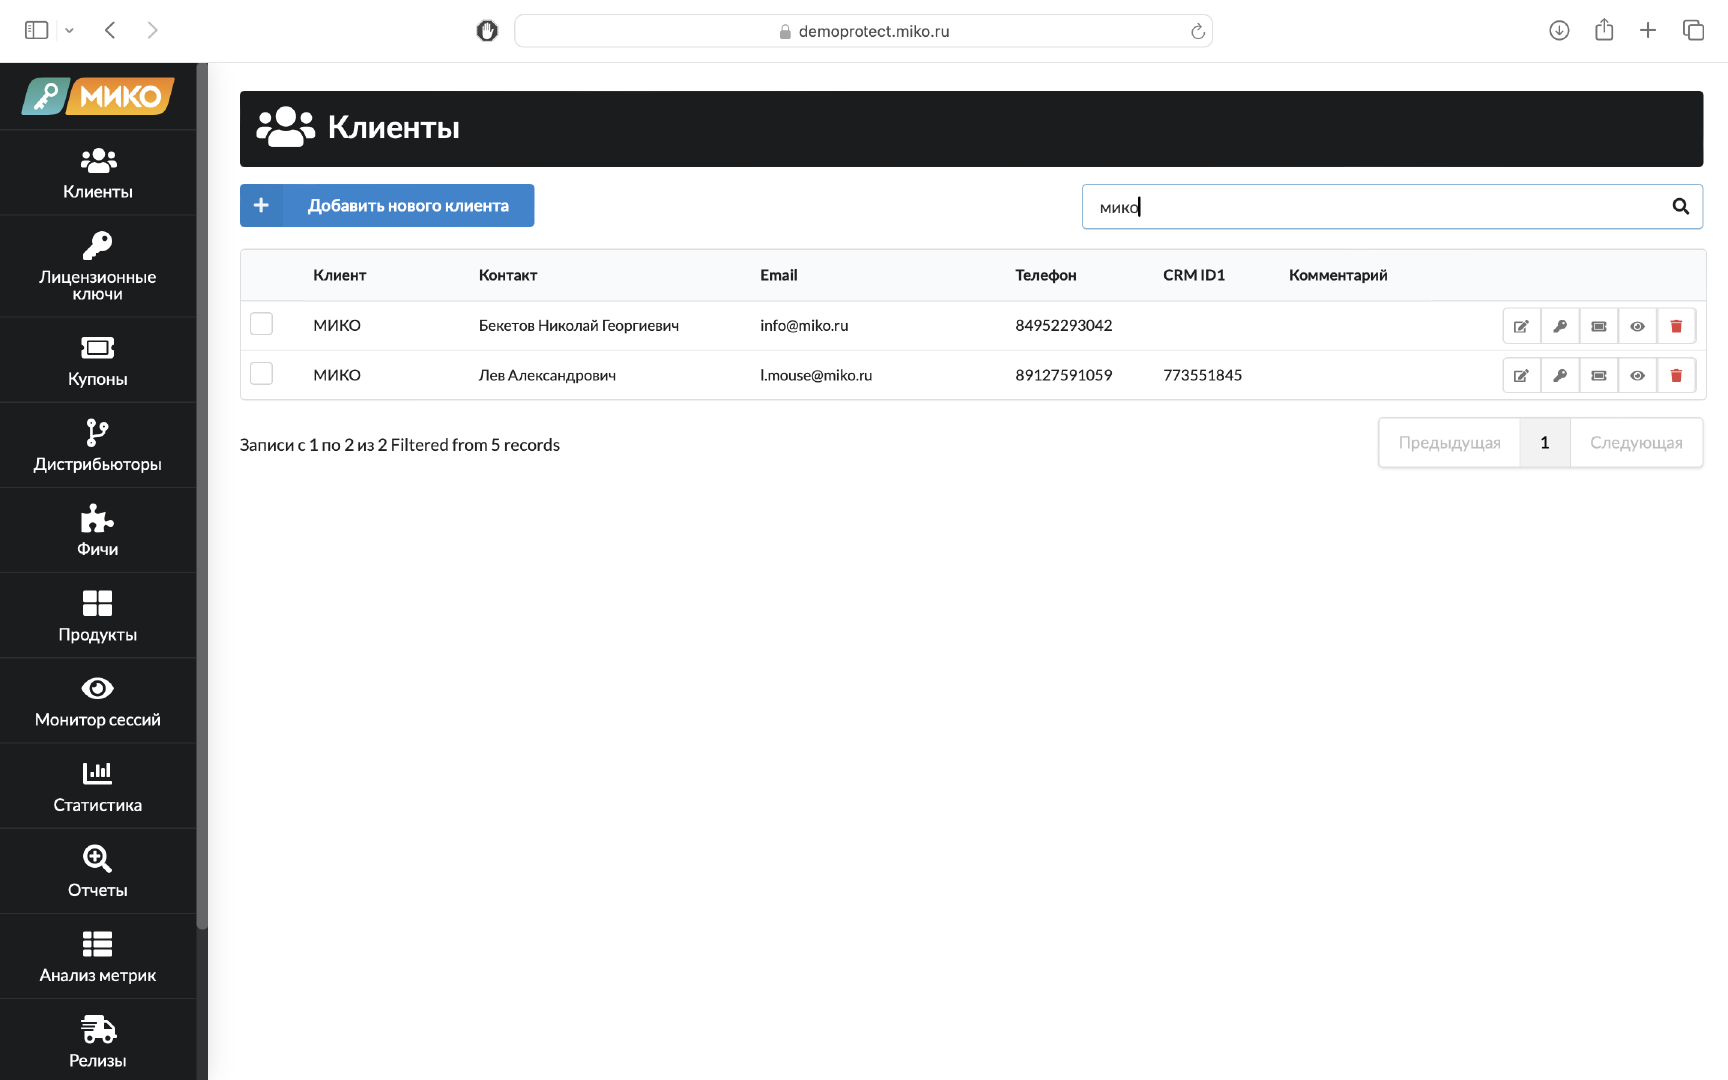 demoprotect.miko.ru
МИКО
Клиенты
Лицензионные
ключи
Купоны
Дистрибьюторы
Фичи
Продукты
Монитор сессий
Статистика
Отчеты
Анализ метрик
Релизы
Клиенты
Добавить нового клиента
мико
Клиент Контакт Email Телефон CRM ID1 Комментарий
МИКО Бекетов Николай Георгиевич info@miko.ru 84952293042
МИКО Лев Александрович l.mouse@miko.ru 89127591059 773551845
Записи с 1 по 2 из 2 Filtered from 5 records
Предыдущая 1 Следующая